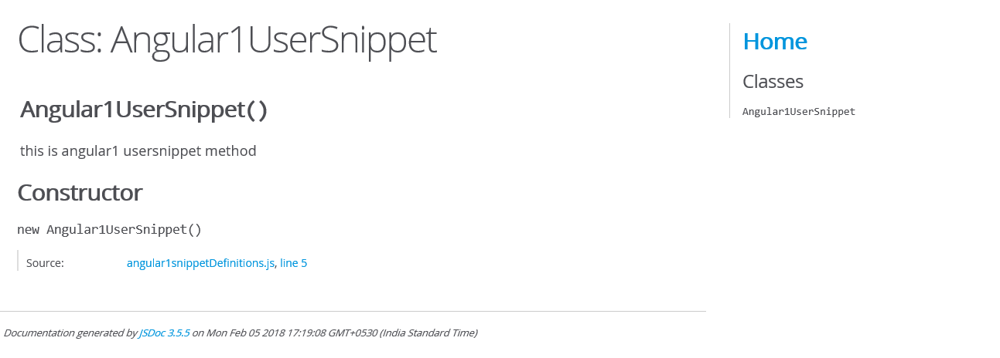 Class: Angular1UserSnippet
Angular1UserSnippet()
this is angular1 usersnippet method
Constructor
new Angular1UserSnippet()
Source: angular1snippetDefinitions.js, line 5
Documentation generated by JSDoc 3.5.5 on Mon Feb 05 2018 17:19:08 GMT+0530 (India Standard Time)
Home
Classes
Angular1UserSnippet